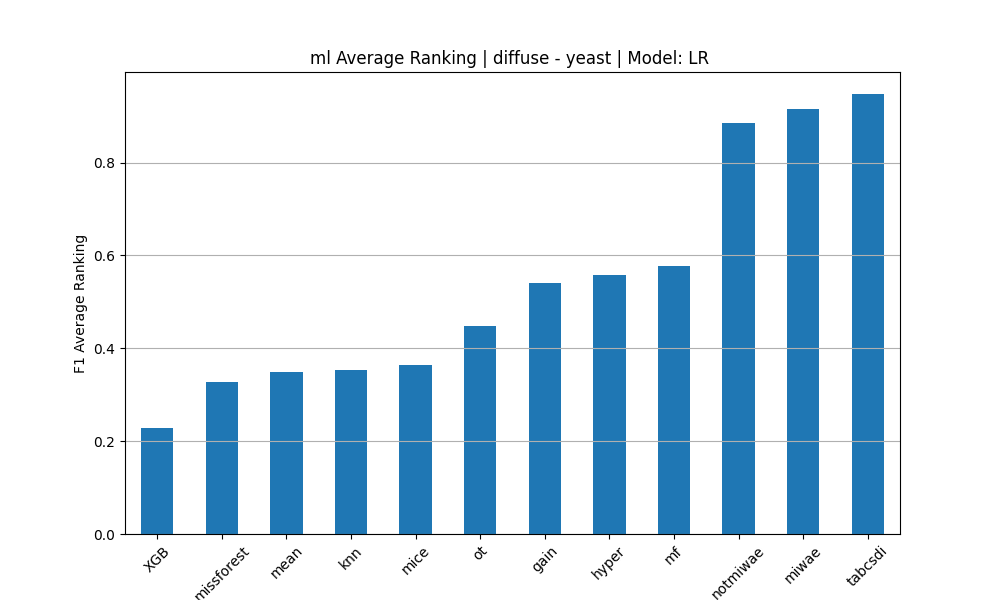 ml Average Ranking | diffuse - yeast | Model: LR
F1 Average Ranking
0.8
0.6
0.4
0.2
0.0
XGB
missforest
mean
knn
mice
ot
gain
hyper
mf
notmiwae
miwae
tabcsdi